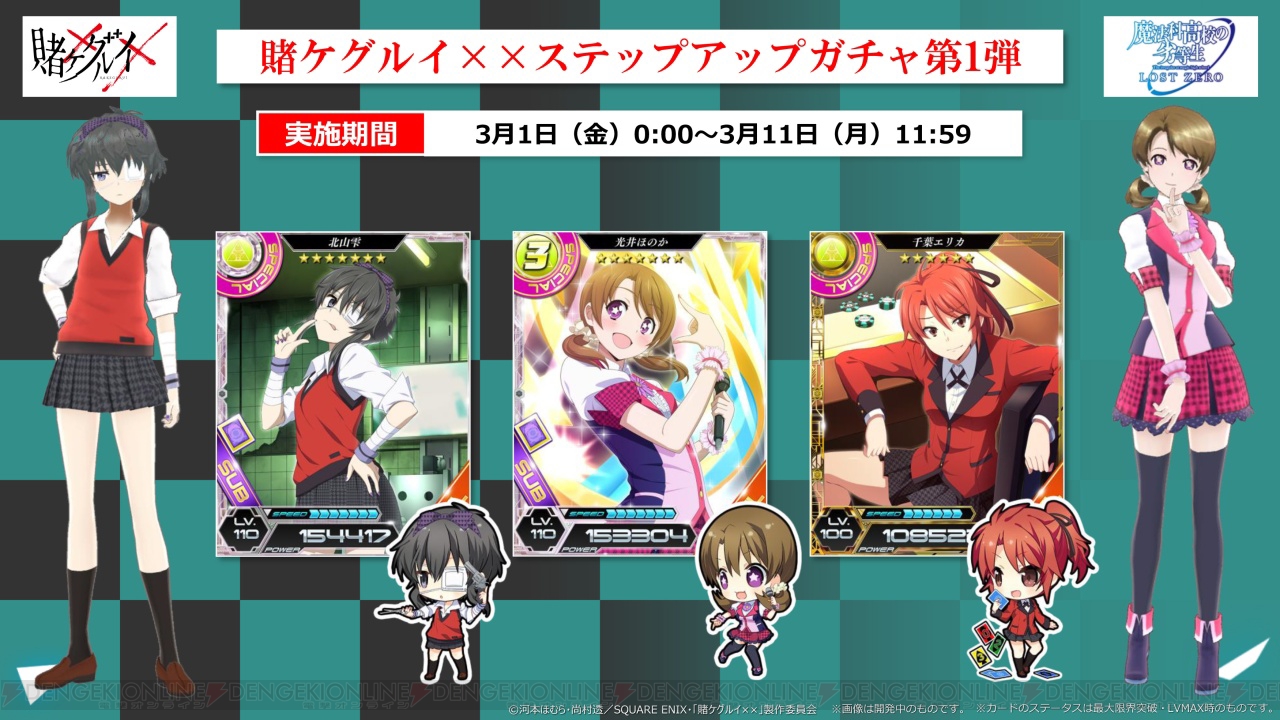 賭ケグルイ××
賭ケグルイ××ステップアップガチャ第1弾
魔法科高校の
劣等生
LOST ZERO
実施期間
3月1日（金）0:00～3月11日（月）11:59
北山雫
SPECIAL
SUB
LV.
110
SPEED
154417
POWER
光井ほのか
3
SPECIAL
SUB
LV.
110
SPEED
153304
POWER
千葉エリカ
SPECIAL
LV.
100
SPEED
10852
POWER
DENGEKIONLINE DENGEKIONLINE DENGEKIONLINE DENGEKIONLINE DENGEKIONLINE DENGEKIONLINE
©河本ほむら・尚村透／SQUARE ENIX・「賭ケグルイ××」製作委員会　※画像は開発中のものです。　※カードのステータスは最大限界突破・LVMAX時のものです。